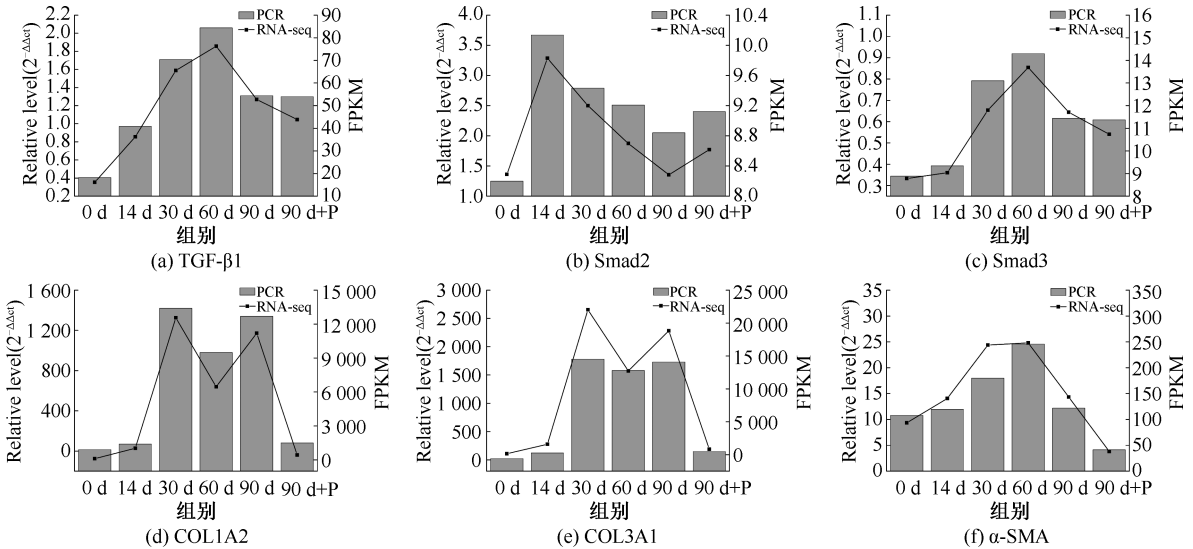 2.2
2.0
1.8
1.6
1.4
1.2
1.0
0.8
0.6
0.4
0.2
Relative level(2⁻ΔΔct)
PCR
RNA-seq
90
80
70
60
50
40
30
20
10
FPKM
0 d 14 d 30 d 60 d 90 d 90 d+P
组别
(a) TGF-β1
4.0
3.5
3.0
2.5
2.0
1.5
1.0
Relative level(2⁻ΔΔct)
PCR
RNA-seq
10.4
10.0
9.6
9.2
8.8
8.4
8.0
FPKM
0 d 14 d 30 d 60 d 90 d 90 d+P
组别
(b) Smad2
1.1
1.0
0.9
0.8
0.7
0.6
0.5
0.4
0.3
Relative level(2⁻ΔΔct)
PCR
RNA-seq
16
15
14
13
12
11
10
9
8
FPKM
0 d 14 d 30 d 60 d 90 d 90 d+P
组别
(c) Smad3
1 600
1 200
800
400
0
Relative level(2⁻ΔΔct)
PCR
RNA-seq
15 000
12 000
9 000
6 000
3 000
0
FPKM
0 d 14 d 30 d 60 d 90 d 90 d+P
组别
(d) COL1A2
3 000
2 500
2 000
1 500
1 000
500
0
Relative level(2⁻ΔΔct)
PCR
RNA-seq
25 000
20 000
15 000
10 000
5 000
0
FPKM
0 d 14 d 30 d 60 d 90 d 90 d+P
组别
(e) COL3A1
35
30
25
20
15
10
5
0
Relative level(2⁻ΔΔct)
PCR
RNA-seq
350
300
250
200
150
100
50
0
FPKM
0 d 14 d 30 d 60 d 90 d 90 d+P
组别
(f) α-SMA